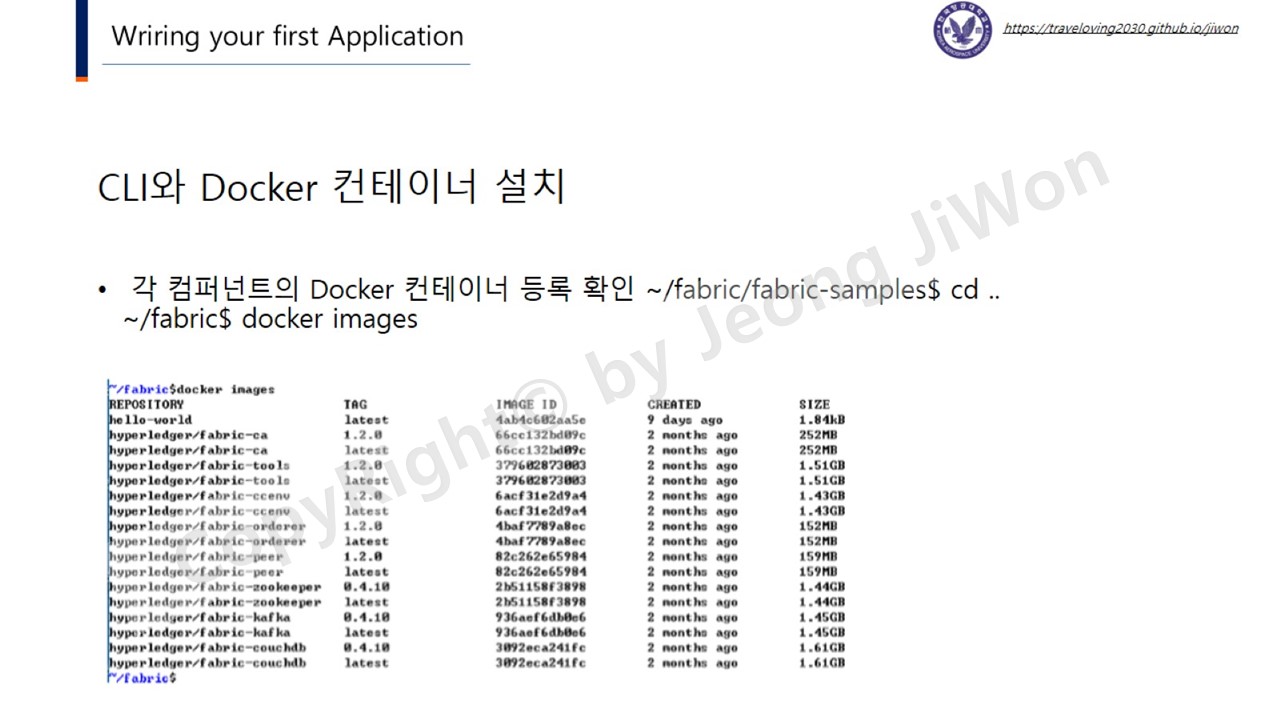 Wriring your first Application
https://traveloving2030.github.io/jiwon
CLI와 Docker 컨테이너 설치
• 각 컴퍼넌트의 Docker 컨테이너 등록 확인 ~/fabric/fabric-samples$ cd ..
~/fabric$ docker images
CopyRight© by Jeong JiWon
~/fabric$docker images
REPOSITORY TAG IMAGE ID CREATED SIZE
hello-world latest 4ab4c602aa5e 9 days ago 1.84kB
hyperledger/fabric-ca 1.2.0 66cc132bd09c 2 months ago 252MB
hyperledger/fabric-ca latest 66cc132bd09c 2 months ago 252MB
hyperledger/fabric-tools 1.2.0 379602873003 2 months ago 1.51GB
hyperledger/fabric-tools latest 379602873003 2 months ago 1.51GB
hyperledger/fabric-ccenv 1.2.0 6acf31e2d9a4 2 months ago 1.43GB
hyperledger/fabric-ccenv latest 6acf31e2d9a4 2 months ago 1.43GB
hyperledger/fabric-orderer 1.2.0 4baf7789a8ec 2 months ago 152MB
hyperledger/fabric-orderer latest 4baf7789a8ec 2 months ago 152MB
hyperledger/fabric-peer 1.2.0 82c262e65984 2 months ago 159MB
hyperledger/fabric-peer latest 82c262e65984 2 months ago 159MB
hyperledger/fabric-zookeeper 0.4.10 2b51158f3898 2 months ago 1.44GB
hyperledger/fabric-zookeeper latest 2b51158f3898 2 months ago 1.44GB
hyperledger/fabric-kafka 0.4.10 936aef6db0e6 2 months ago 1.45GB
hyperledger/fabric-kafka latest 936aef6db0e6 2 months ago 1.45GB
hyperledger/fabric-couchdb 0.4.10 3092eca241fc 2 months ago 1.61GB
hyperledger/fabric-couchdb latest 3092eca241fc 2 months ago 1.61GB
~/fabric$